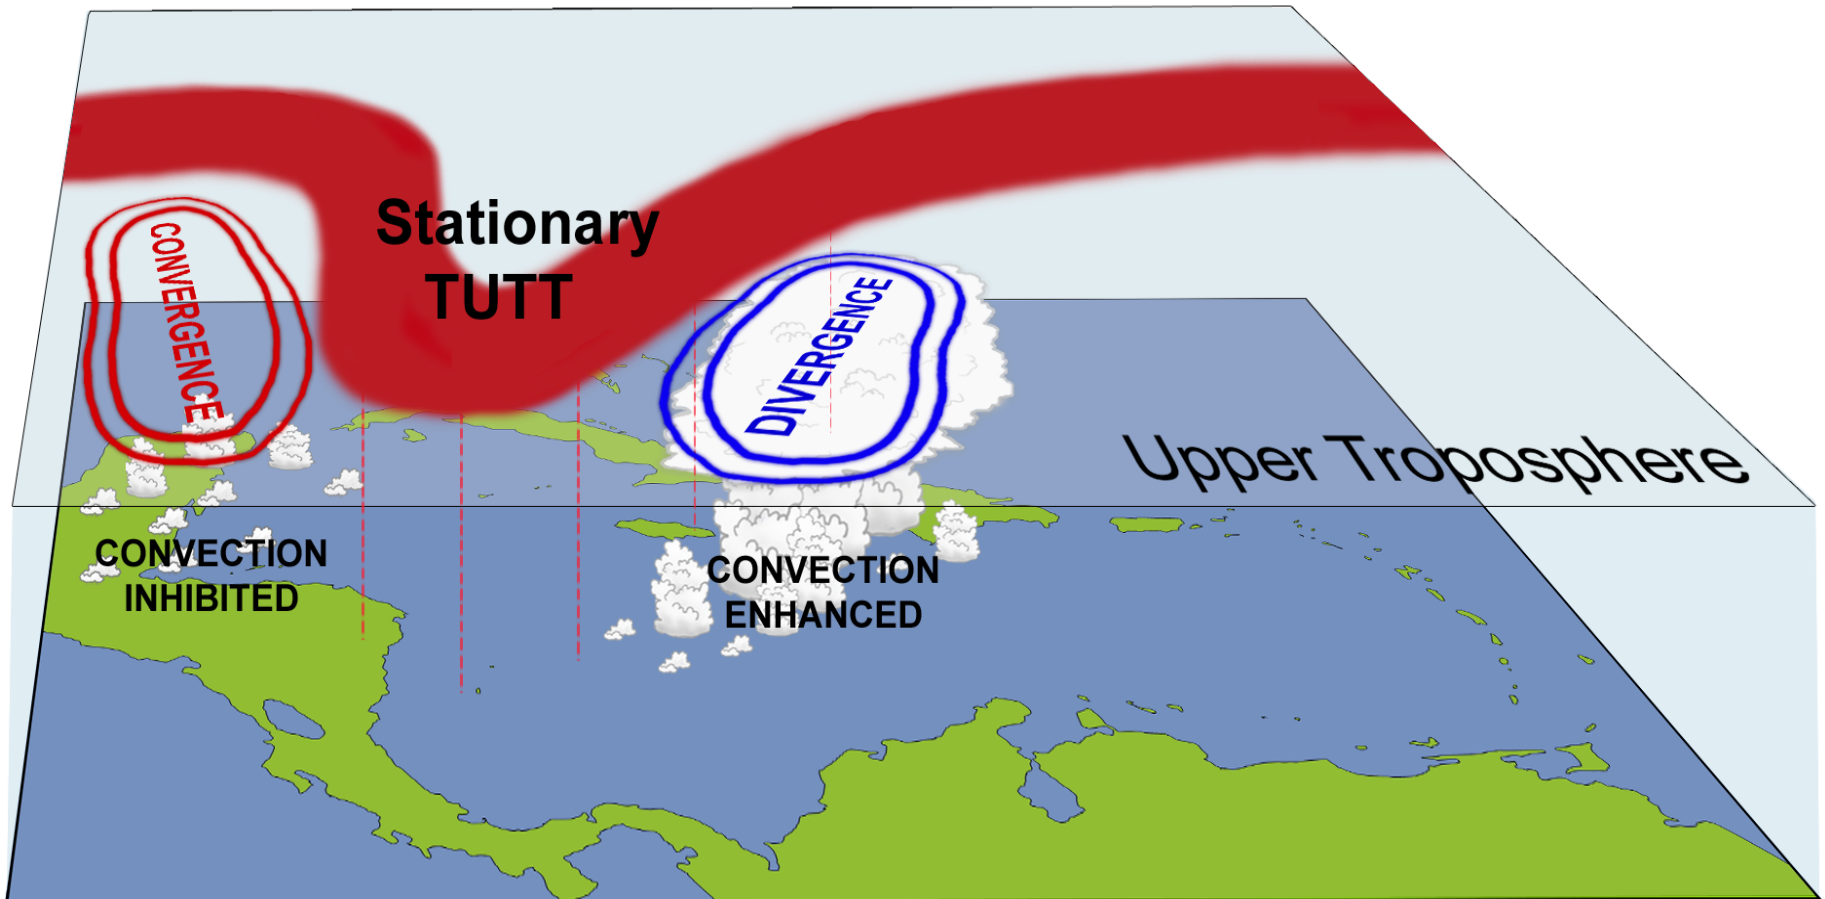 Stationary
TUTT
CONVERGENCE
DIVERGENCE
Upper Troposphere
CONVECTION
INHIBITED
CONVECTION
ENHANCED